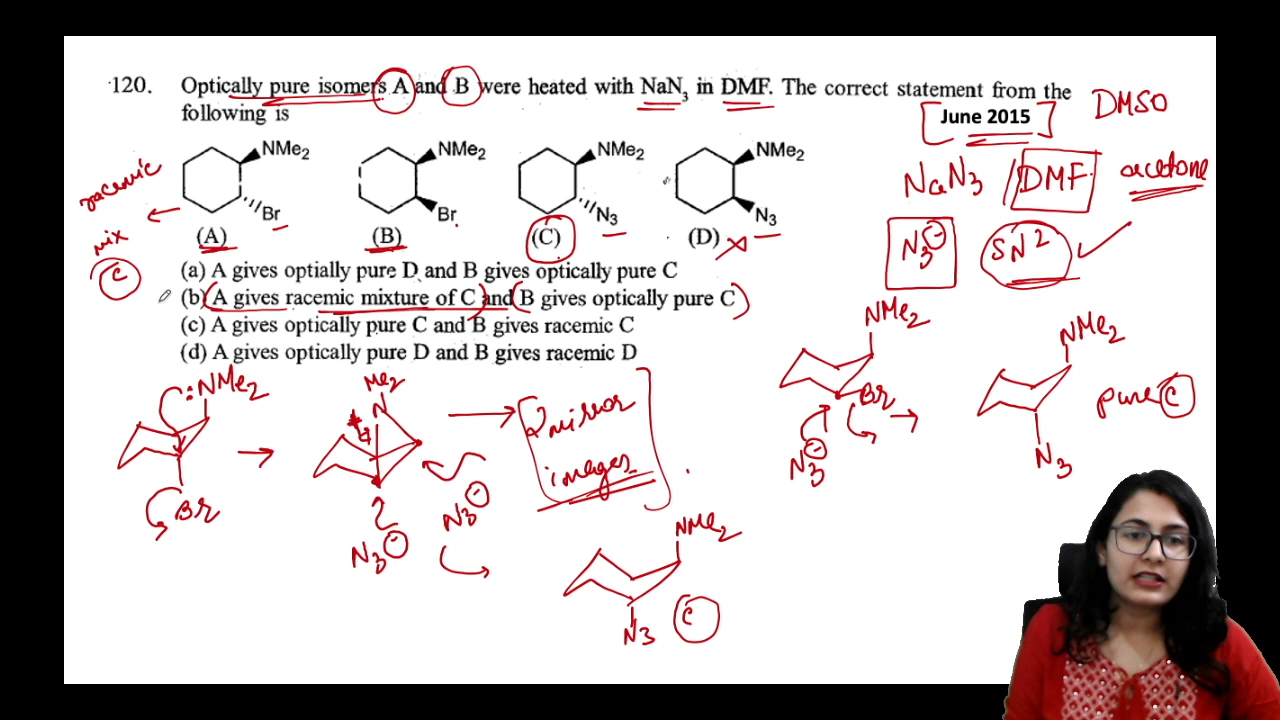 120. Optically pure isomers A and B were heated with NaN3 in DMF. The correct statement from the
following is
June 2015
DMSO
NaN3 / DMF acetone
N3⊖ SN2
racemic
mix
C
NMe2 NMe2 NMe2 NMe2
Br Br N3 N3
(A) (B) (C) (D)
(a) A gives optially pure D and B gives optically pure C
(b) A gives racemic mixture of C and B gives optically pure C
(c) A gives optically pure C and B gives racemic C
(d) A gives optically pure D and B gives racemic D
:NMe2
Br
Me2
N
N3⊖
N3⊖
2 mirror
images
NMe2
N3
C
NMe2
Br
N3⊖
NMe2
N3
pure C